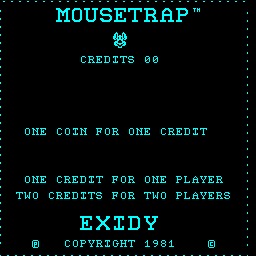 MOUSETRAP™
CREDITS 00
ONE COIN FOR ONE CREDIT
ONE CREDIT FOR ONE PLAYER
TWO CREDITS FOR TWO PLAYERS
EXIDY
℗ COPYRIGHT 1981 ©